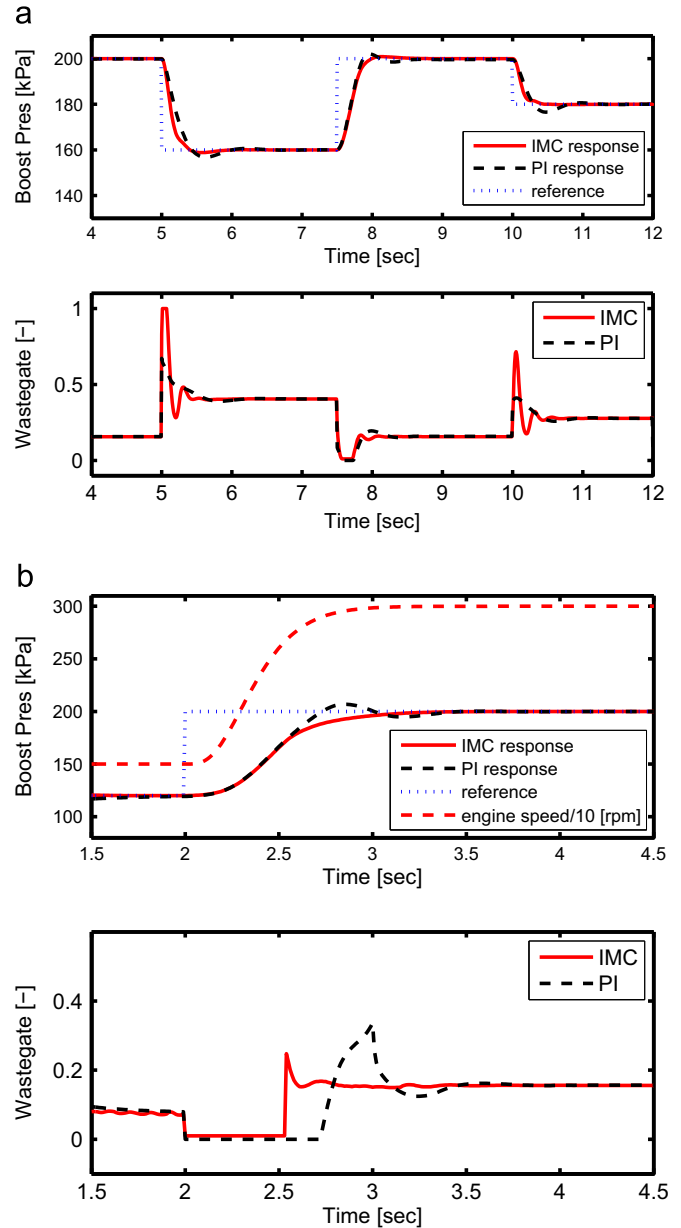 a
Boost Pres [kPa]
200
180
160
140
IMC response
PI response
reference
4 5 6 7 8 9 10 11 12
Time [sec]
Wastegate [−]
1
0.5
0
IMC
PI
4 5 6 7 8 9 10 11 12
Time [sec]
b
Boost Pres [kPa]
300
250
200
150
100
IMC response
PI response
reference
engine speed/10 [rpm]
1.5 2 2.5 3 3.5 4 4.5
Time [sec]
Wastegate [−]
0.4
0.2
0
IMC
PI
1.5 2 2.5 3 3.5 4 4.5
Time [sec]